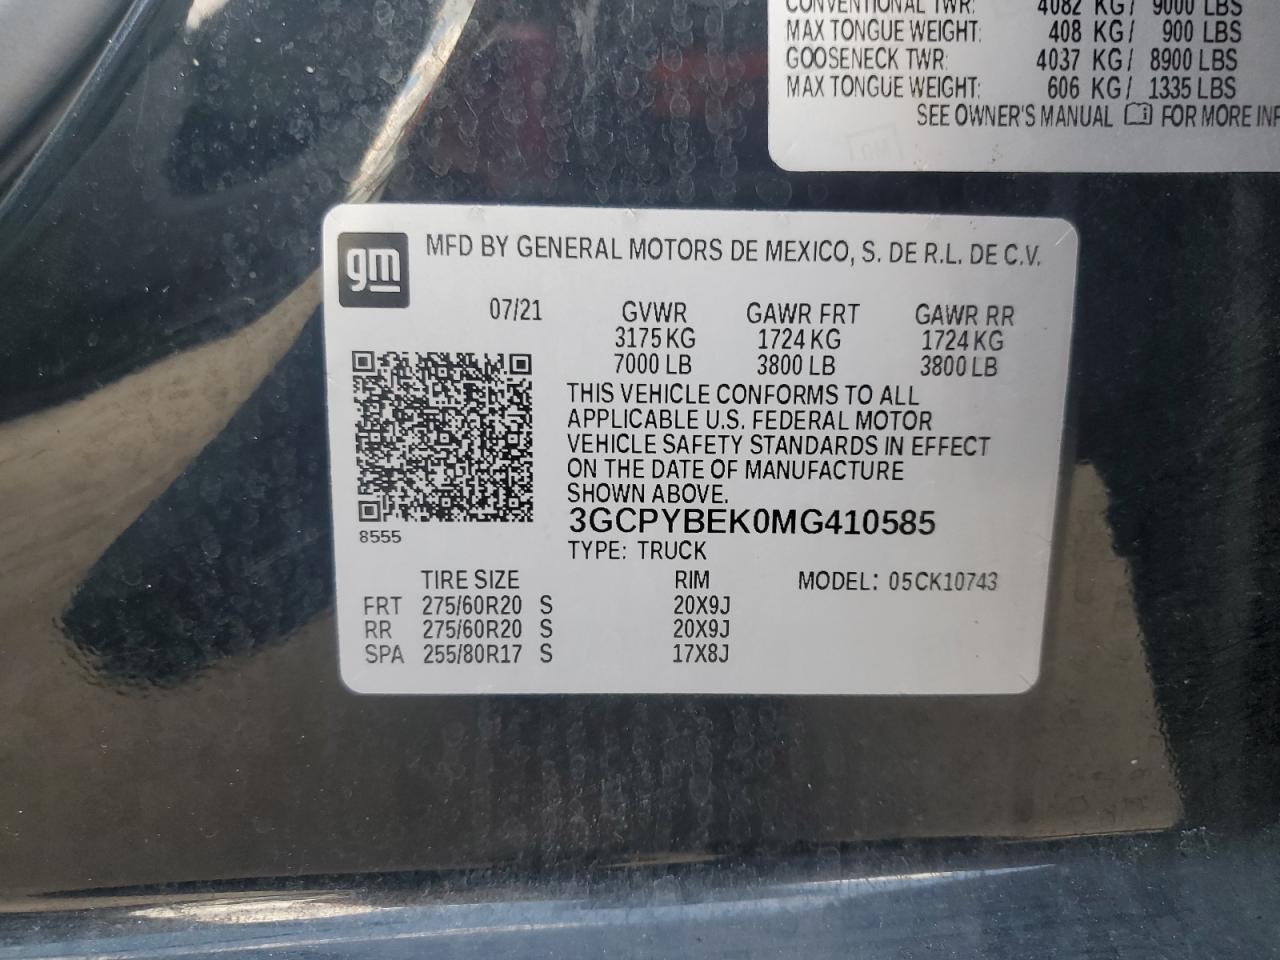 CONVENTIONAL TWR: 4082 KG/ 9000 LBS
MAX TONGUE WEIGHT: 408 KG/ 900 LBS
GOOSENECK TWR: 4037 KG/ 8900 LBS
MAX TONGUE WEIGHT: 606 KG/ 1335 LBS
SEE OWNER'S MANUAL FOR MORE INF
gm
MFD BY GENERAL MOTORS DE MEXICO, S. DE R.L. DE C.V.
07/21 GVWR GAWR FRT GAWR RR
3175 KG 1724 KG 1724 KG
7000 LB 3800 LB 3800 LB
THIS VEHICLE CONFORMS TO ALL
APPLICABLE U.S. FEDERAL MOTOR
VEHICLE SAFETY STANDARDS IN EFFECT
ON THE DATE OF MANUFACTURE
SHOWN ABOVE.
3GCPYBEK0MG410585
8555
TYPE: TRUCK
TIRE SIZE RIM MODEL: 05CK10743
FRT 275/60R20 S 20X9J
RR 275/60R20 S 20X9J
SPA 255/80R17 S 17X8J